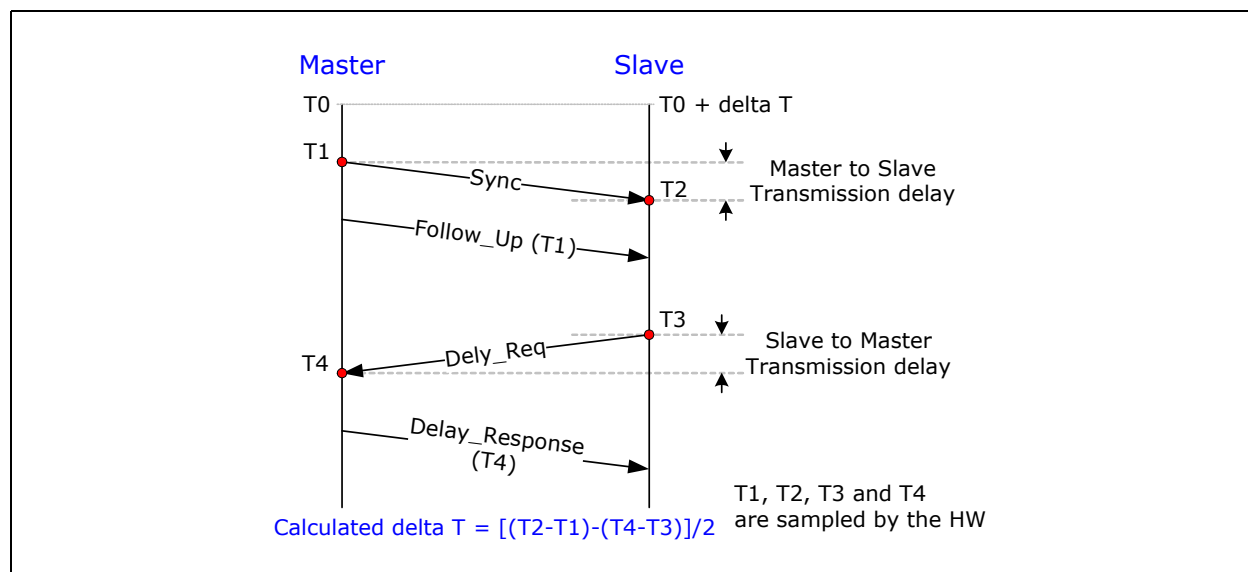 Master
Slave
T0
T0 + delta T
T1
Sync
T2
Master to Slave
Transmission delay
Follow_Up (T1)
T3
Dely_Req
T4
Slave to Master
Transmission delay
Delay_Response
(T4)
T1, T2, T3 and T4
are sampled by the HW
Calculated delta T = [(T2-T1)-(T4-T3)]/2